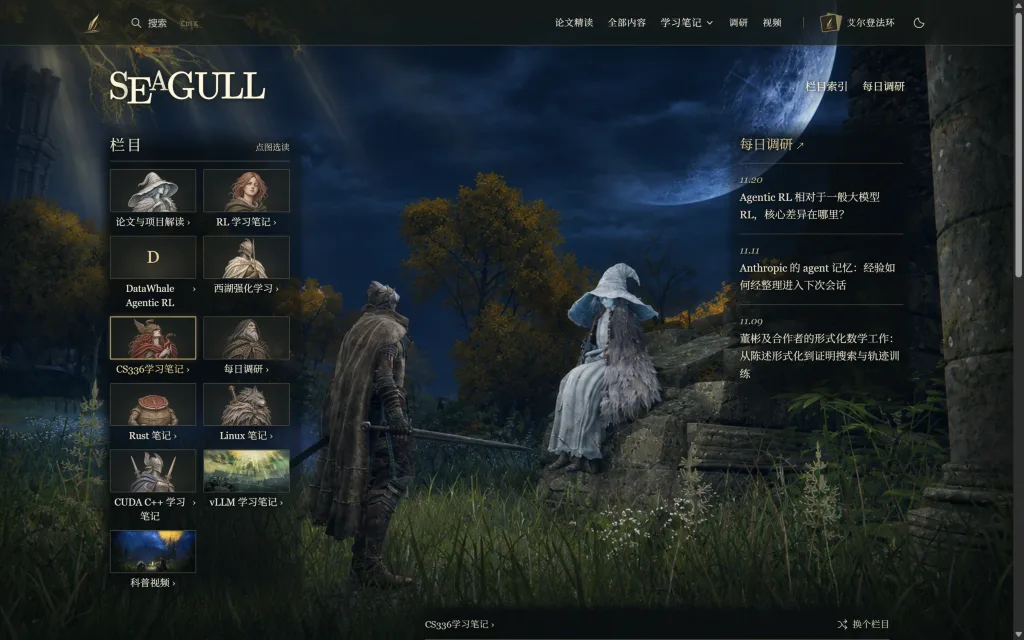 搜索 Ctrl K
论文精读 全部内容 学习笔记 调研 视频 艾尔登法环
SEAGULL
栏目索引 每日调研
栏目 点图选读
论文与项目解读 ›
RL 学习笔记 ›
D
DataWhale
Agentic RL ›
西湖强化学习 ›
CS336学习笔记 ›
每日调研 ›
Rust 笔记 ›
Linux 笔记 ›
CUDA C++ 学习
笔记 ›
vLLM 学习笔记 ›
科普视频 ›
每日调研 ↗
11.20
Agentic RL 相对于一般大模型
RL，核心差异在哪里？
11.11
Anthropic 的 agent 记忆：经验如
何经整理进入下次会话
11.09
董彬及合作者的形式化数学工作：
从陈述形式化到证明搜索与轨迹训
练
CS336学习笔记 ›
换个栏目